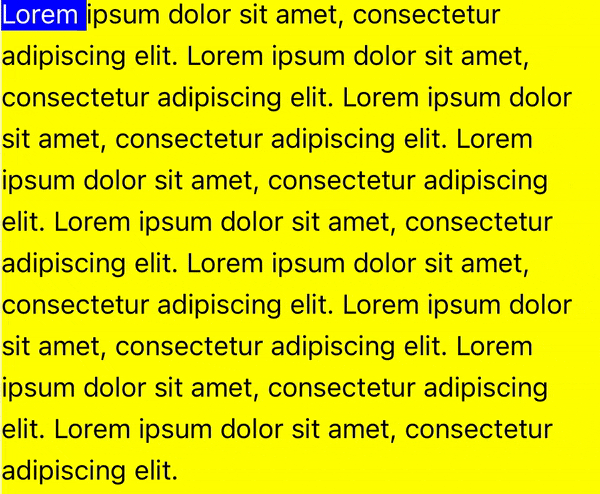 Lorem ipsum dolor sit amet, consectetur
adipiscing elit. Lorem ipsum dolor sit amet,
consectetur adipiscing elit. Lorem ipsum dolor
sit amet, consectetur adipiscing elit. Lorem
ipsum dolor sit amet, consectetur adipiscing
elit. Lorem ipsum dolor sit amet, consectetur
adipiscing elit. Lorem ipsum dolor sit amet,
consectetur adipiscing elit. Lorem ipsum dolor
sit amet, consectetur adipiscing elit. Lorem
ipsum dolor sit amet, consectetur adipiscing
elit. Lorem ipsum dolor sit amet, consectetur
adipiscing elit.